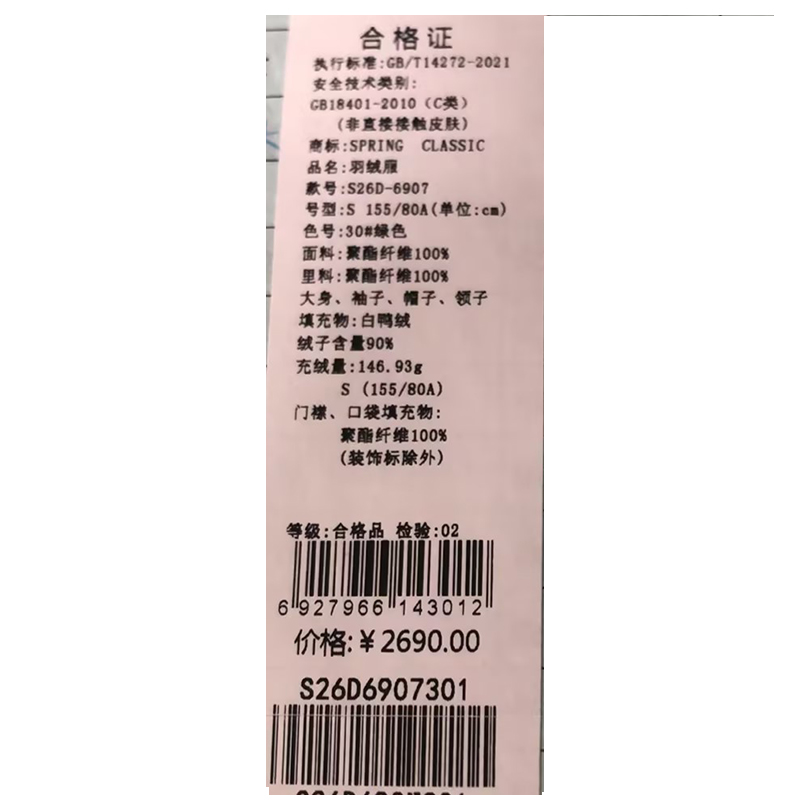 合格证
执行标准:GB/T14272-2021
安全技术类别:
GB18401-2010（C类）
（非直接接触皮肤）
商标:SPRING CLASSIC
品名:羽绒服
款号:S26D-6907
号型:S 155/80A(单位:cm)
色号:30#绿色
面料:聚酯纤维100%
里料:聚酯纤维100%
大身、袖子、帽子、领子
填充物:白鸭绒
绒子含量90%
充绒量:146.93g
S (155/80A)
门襟、口袋填充物:
聚酯纤维100%
(装饰标除外)
等级:合格品 检验:02
6 927966 143012
价格:¥2690.00
S26D6907301